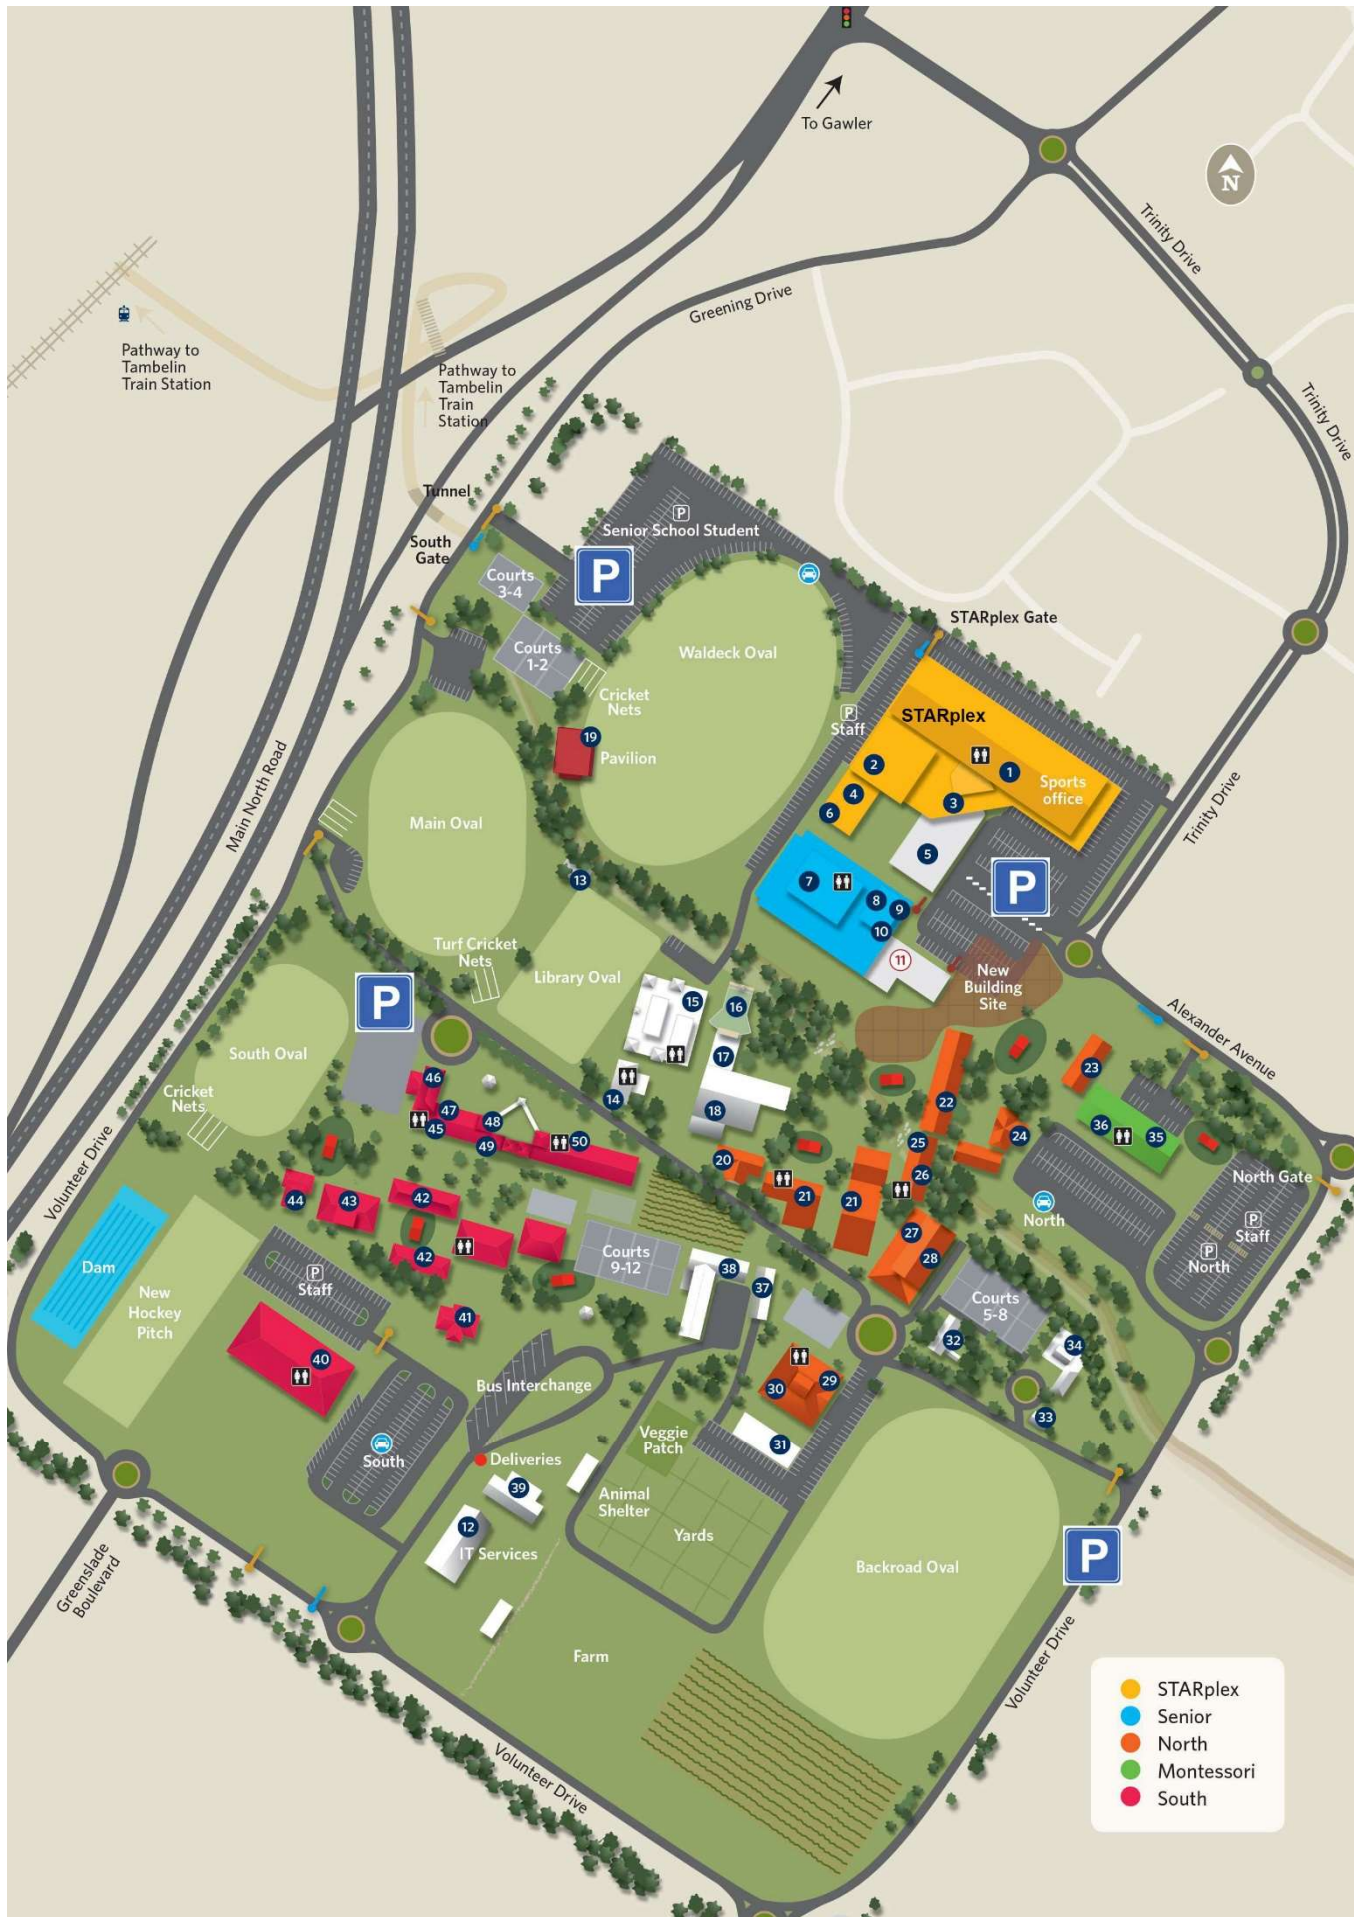 To Gawler
N
Trinity Drive
Greening Drive
Trinity Drive
Pathway to
Tambelin
Train Station
Pathway to
Tambelin
Train
Station
Tunnel
South
Gate
P
Senior School Student
P
Courts
3-4
Courts
1-2
Waldeck Oval
STARplex Gate
Cricket
Nets
19
Pavilion
P
Staff
STARplex
1
Sports
office
2
3
4
6
5
Trinity Drive
Main North Road
Main Oval
13
7
8
9
10
11
P
Turf Cricket
Nets
Library Oval
New
Building
Site
P
15
16
17
14
18
Alexander Avenue
South Oval
Cricket
Nets
46
47
45
48
49
50
23
22
36
35
24
25
26
20
21
21
North Gate
Volunteer Drive
44
43
42
42
North
P
Staff
P
North
27
28
Dam
New
Hockey
Pitch
P
Staff
Courts
9-12
38
37
Courts
5-8
32
34
33
41
40
Bus Interchange
29
30
31
Veggie
Patch
South
Deliveries
39
Animal
Shelter
12
IT Services
Yards
Backroad Oval
P
Greenslade
Boulevard
Farm
Volunteer Drive
Volunteer Drive
STARplex
Senior
North
Montessori
South